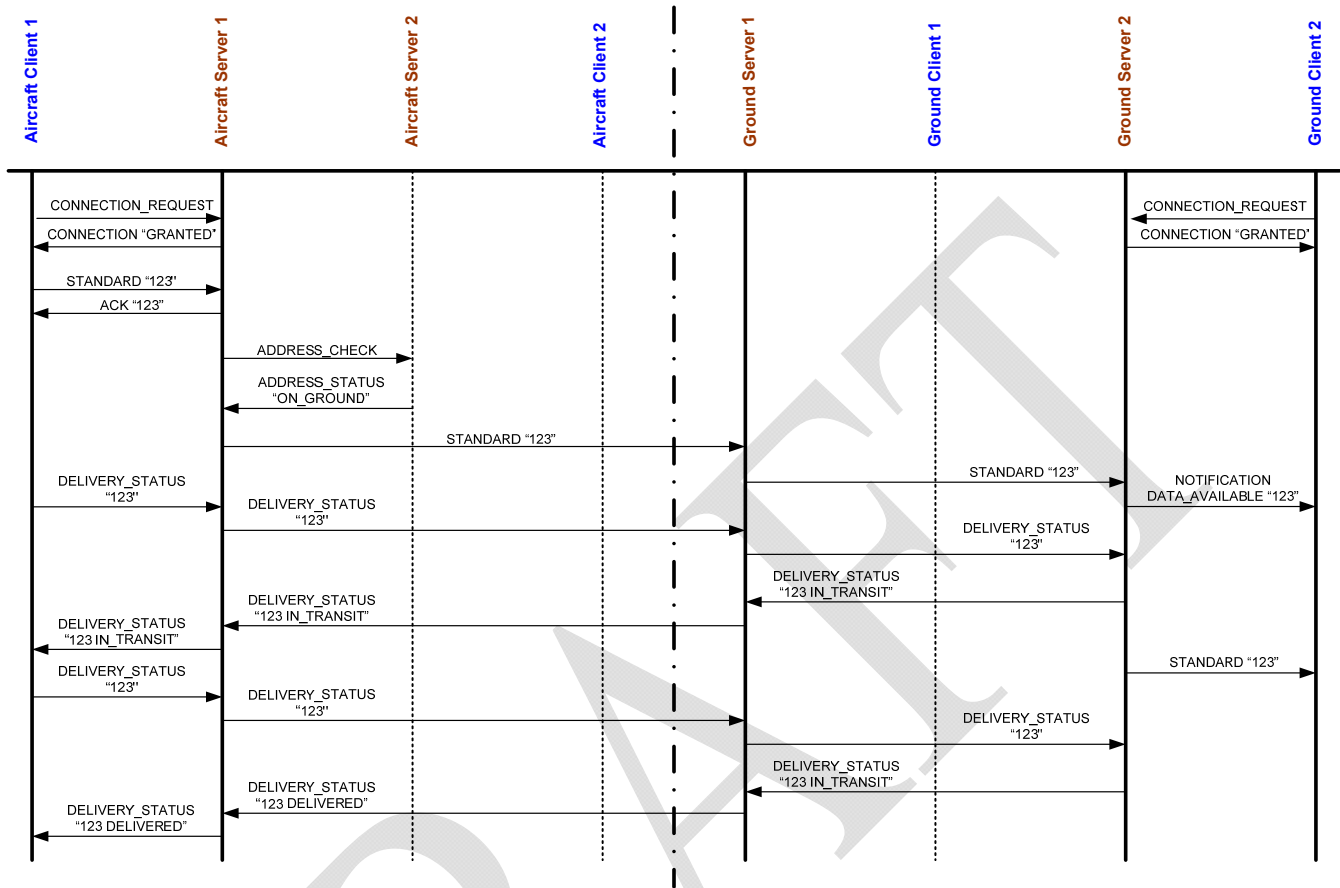 Aircraft Client 1
Aircraft Server 1
Aircraft Server 2
Aircraft Client 2
Ground Server 1
Ground Client 1
Ground Server 2
Ground Client 2
CONNECTION_REQUEST
CONNECTION_REQUEST
CONNECTION “GRANTED”
CONNECTION “GRANTED”
STANDARD “123"
ACK “123”
ADDRESS_CHECK
ADDRESS_STATUS
“ON_GROUND”
STANDARD “123”
STANDARD “123”
DELIVERY_STATUS
“123"
NOTIFICATION
DATA_AVAILABLE “123”
DELIVERY_STATUS
“123"
DELIVERY_STATUS
“123"
DELIVERY_STATUS
“123 IN_TRANSIT”
DELIVERY_STATUS
“123 IN_TRANSIT”
DELIVERY_STATUS
“123 IN_TRANSIT”
STANDARD “123”
DELIVERY_STATUS
“123"
DELIVERY_STATUS
“123"
DELIVERY_STATUS
“123"
DELIVERY_STATUS
“123 IN_TRANSIT”
DELIVERY_STATUS
“123 DELIVERED”
DELIVERY_STATUS
“123 DELIVERED”
RAFT